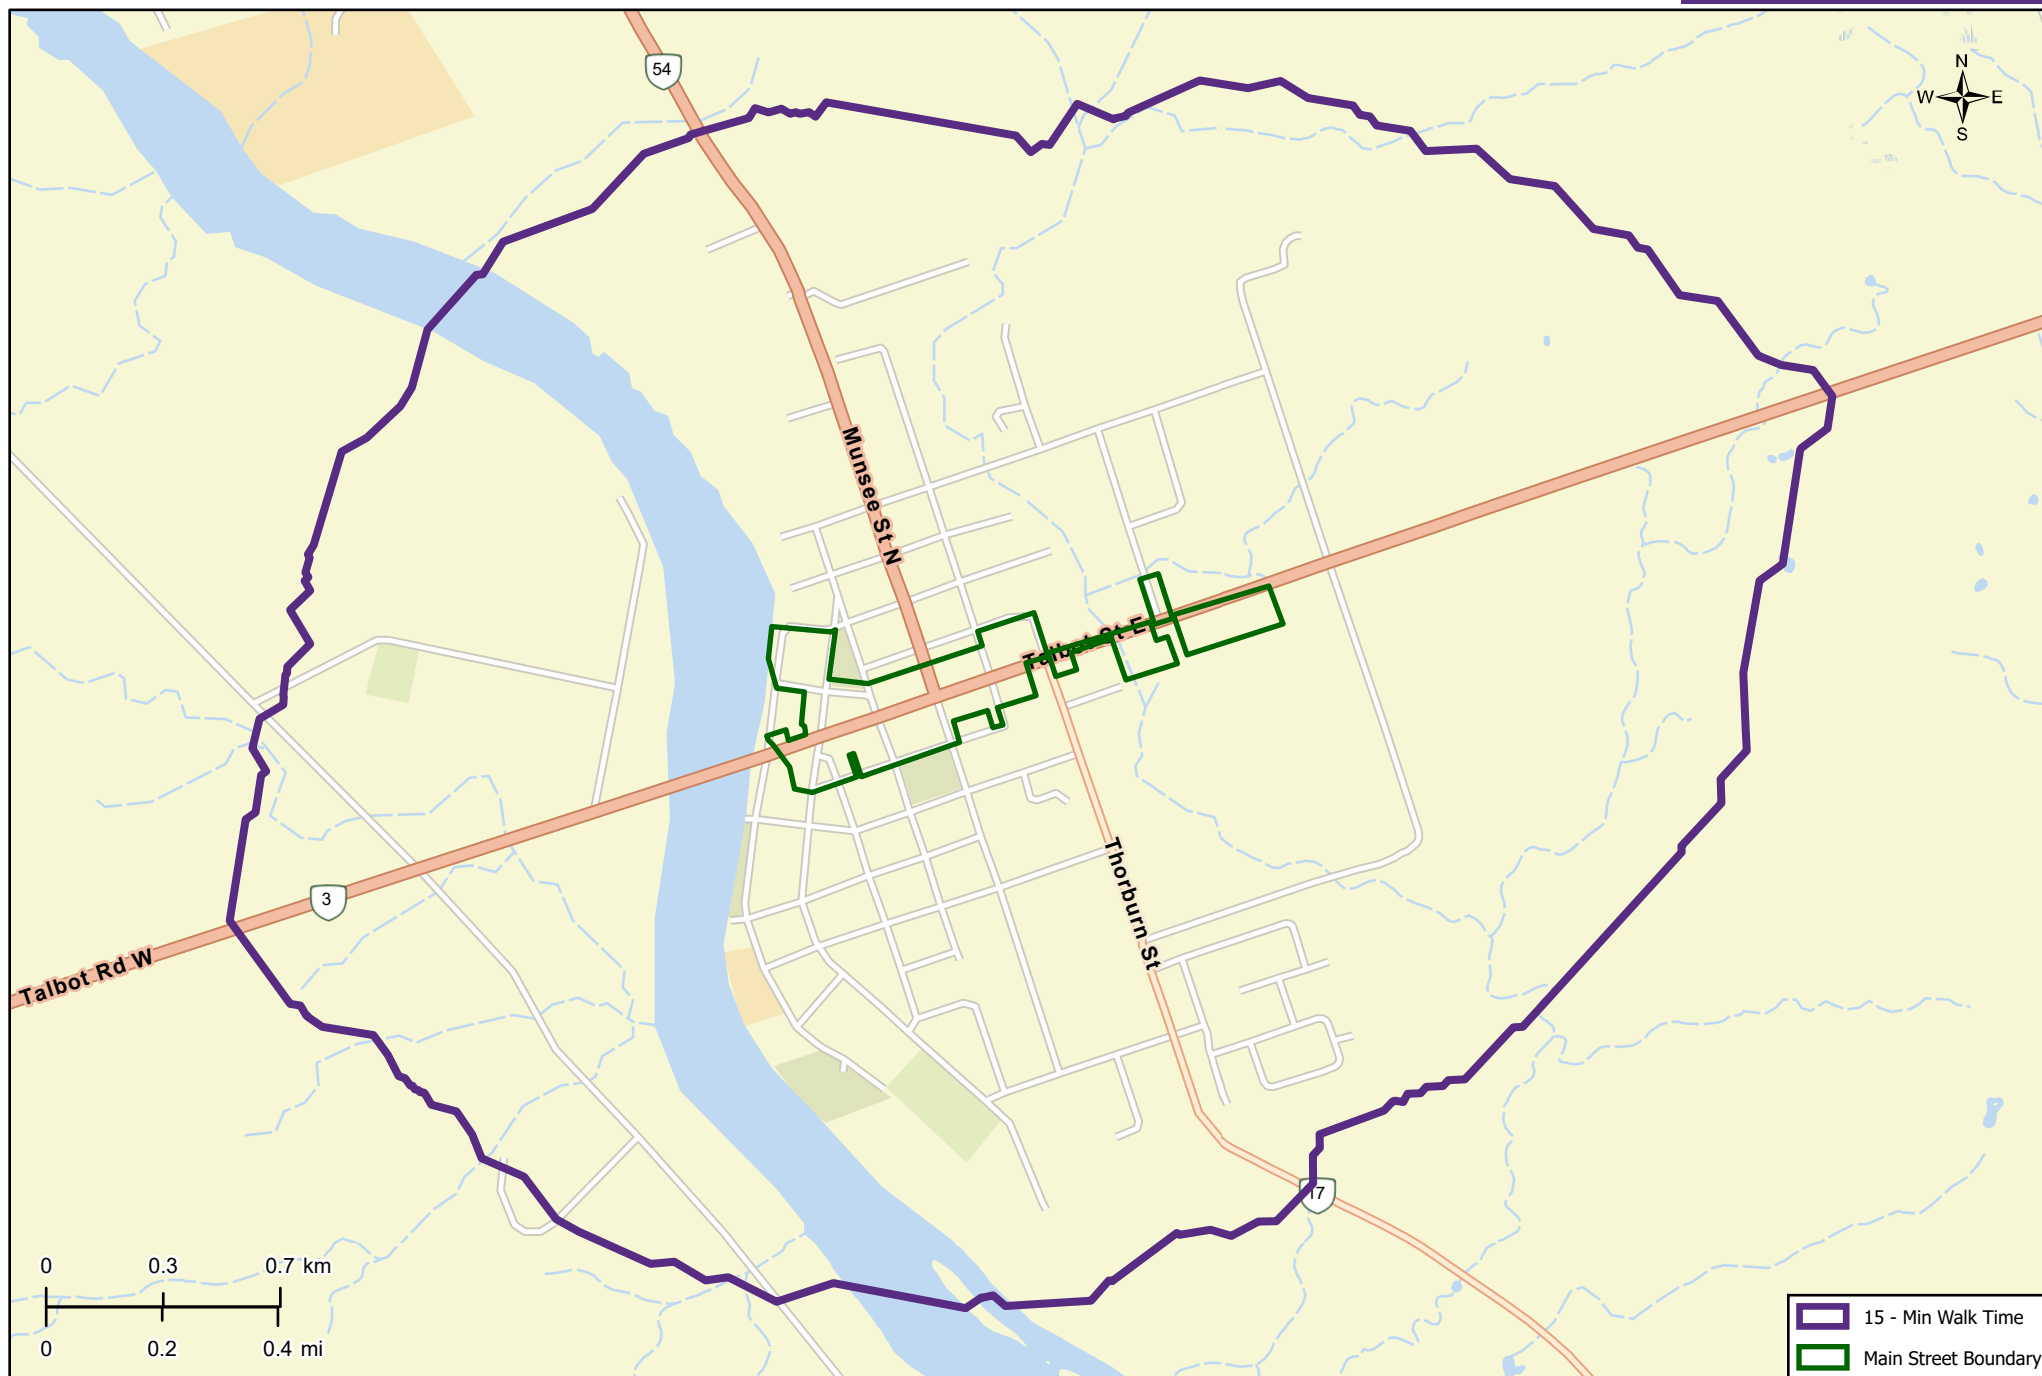 54
N
W E
S
Munsee St N
Talbot St E
Thorburn St
3
Talbot Rd W
17
0 0.3 0.7 km
0 0.2 0.4 mi
15 - Min Walk Time
Main Street Boundary